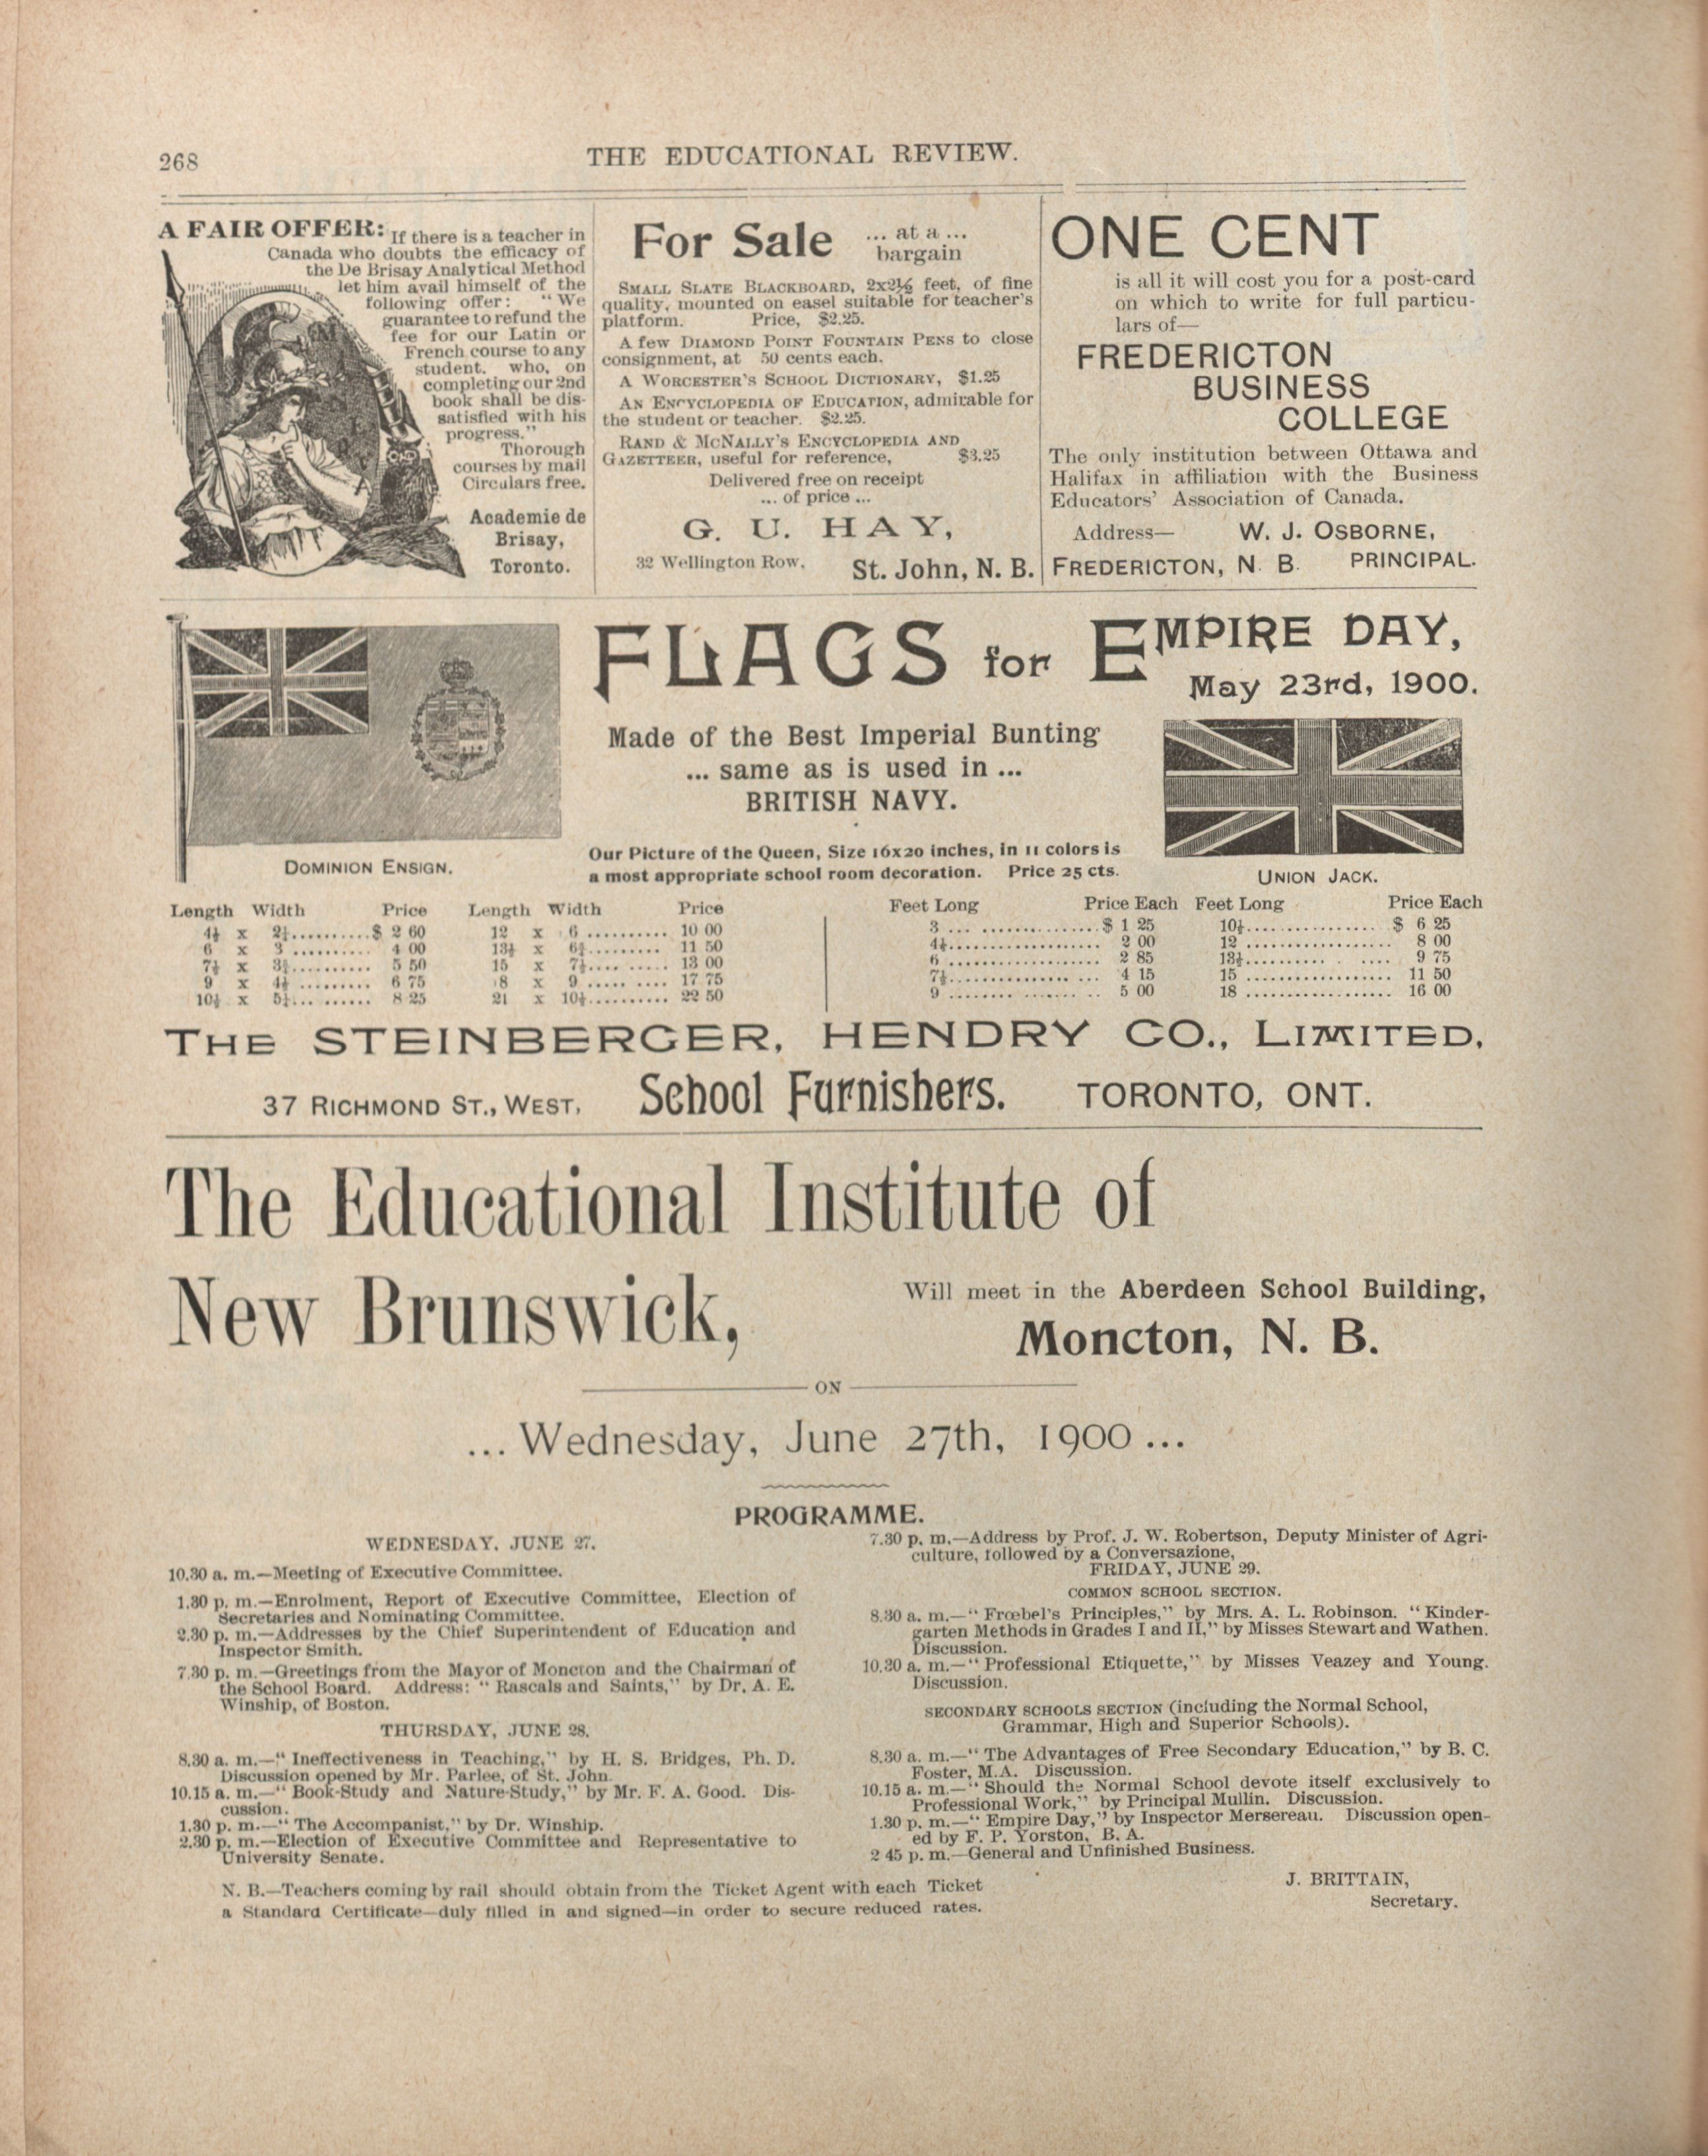 268
THE EDUCATIONAL REVIEW.
A FAIR OFFER: If there is a teacher in
Canada who doubts the efficacy of
the De Brisay Analytical Method
let him avail himself of the
following offer: "We
guarantee to refund the
fee for our Latin or
French course to any
student. who, on
completing our 2nd
book shall be dis-
satisfied with his
progress."
Thorough
courses by mail
Circulars free.
Academie de
Brisay,
Toronto.
For Sale ... at a ...
bargain
SMALL SLATE BLACKBOARD, 2x2½ feet, of fine
quality, mounted on easel suitable for teacher's
platform. Price, $2.25.
A few DIAMOND POINT FOUNTAIN PENS to close
consignment, at 50 cents each.
A WORCESTER'S SCHOOL DICTIONARY, $1.25
AN ENCYCLOPEDIA OF EDUCATION, admirable for
the student or teacher. $2.25.
RAND & MCNALLY'S ENCYCLOPEDIA AND
GAZETTEER, useful for reference, $3.25
Delivered free on receipt
... of price ...
G. U. HAY,
32 Wellington Row. St. John, N. B.
ONE CENT
is all it will cost you for a post-card
on which to write for full particu-
lars of—
FREDERICTON
BUSINESS
COLLEGE
The only institution between Ottawa and
Halifax in affiliation with the Business
Educators' Association of Canada.
Address— W. J. OSBORNE,
FREDERICTON, N. B. PRINCIPAL.
FLAGS for EMPIRE DAY,
May 23rd, 1900.
Made of the Best Imperial Bunting
... same as is used in ...
BRITISH NAVY.
Our Picture of the Queen, Size 16x20 inches, in 11 colors is
a most appropriate school room decoration. Price 25 cts.
DOMINION ENSIGN.
UNION JACK.
Length Width Price Length Width Price
4½ x 2¼..........$ 2 60 12 x 6 .......... 10 00
6 x 3 .......... 4 00 13½ x 6¾.......... 11 50
7½ x 3¾.......... 5 50 15 x 7½.... ..... 13 00
9 x 4½ .......... 6 75 18 x 9 ..... .... 17 75
10½ x 5¼... ...... 8 25 21 x 10½.......... 22 50
Feet Long Price Each Feet Long Price Each
3 ... ...............$ 1 25 10½................. $ 6 25
4½.................... 2 00 12 ................... 8 00
6 .................... 2 85 13½.......... . .... 9 75
7½................ ... 4 15 15 ................... 11 50
9 ........ ....... .. 5 00 18 ................... 16 00
THE STEINBERGER, HENDRY CO., LIMITED,
37 RICHMOND ST., WEST, School Furnishers. TORONTO, ONT.
The Educational Institute of
New Brunswick,
Will meet in the Aberdeen School Building,
Moncton, N. B.
ON
... Wednesday, June 27th, 1900 ...
PROGRAMME.
WEDNESDAY, JUNE 27.
10.30 a. m.—Meeting of Executive Committee.
1.30 p. m.—Enrolment, Report of Executive Committee, Election of
Secretaries and Nominating Committee.
2.30 p. m.—Addresses by the Chief Superintendent of Education and
Inspector Smith.
7.30 p. m.—Greetings from the Mayor of Moncton and the Chairman of
the School Board. Address: "Rascals and Saints," by Dr. A. E.
Winship, of Boston.
THURSDAY, JUNE 28.
8.30 a. m.—"Ineffectiveness in Teaching," by H. S. Bridges, Ph. D.
Discussion opened by Mr. Parlee, of St. John.
10.15 a. m.—"Book-Study and Nature-Study," by Mr. F. A. Good. Dis-
cussion.
1.30 p. m.—"The Accompanist," by Dr. Winship.
2.30 p. m.—Election of Executive Committee and Representative to
University Senate.
7.30 p. m.—Address by Prof. J. W. Robertson, Deputy Minister of Agri-
culture, followed by a Conversazione,
FRIDAY, JUNE 29.
COMMON SCHOOL SECTION.
8.30 a. m.—"Frœbel's Principles," by Mrs. A. L. Robinson. "Kinder-
garten Methods in Grades I and II," by Misses Stewart and Wathen.
Discussion.
10.30 a. m.—"Professional Etiquette," by Misses Veazey and Young.
Discussion.
SECONDARY SCHOOLS SECTION (including the Normal School,
Grammar, High and Superior Schools).
8.30 a. m.—"The Advantages of Free Secondary Education," by B. C.
Foster, M.A. Discussion.
10.15 a. m.—"Should the Normal School devote itself exclusively to
Professional Work," by Principal Mullin. Discussion.
1.30 p. m.—"Empire Day," by Inspector Mersereau. Discussion open-
ed by F. P. Yorston, B. A.
2 45 p. m.—General and Unfinished Business.
J. BRITTAIN,
Secretary.
N. B.—Teachers coming by rail should obtain from the Ticket Agent with each Ticket
a Standard Certificate—duly filled in and signed—in order to secure reduced rates.